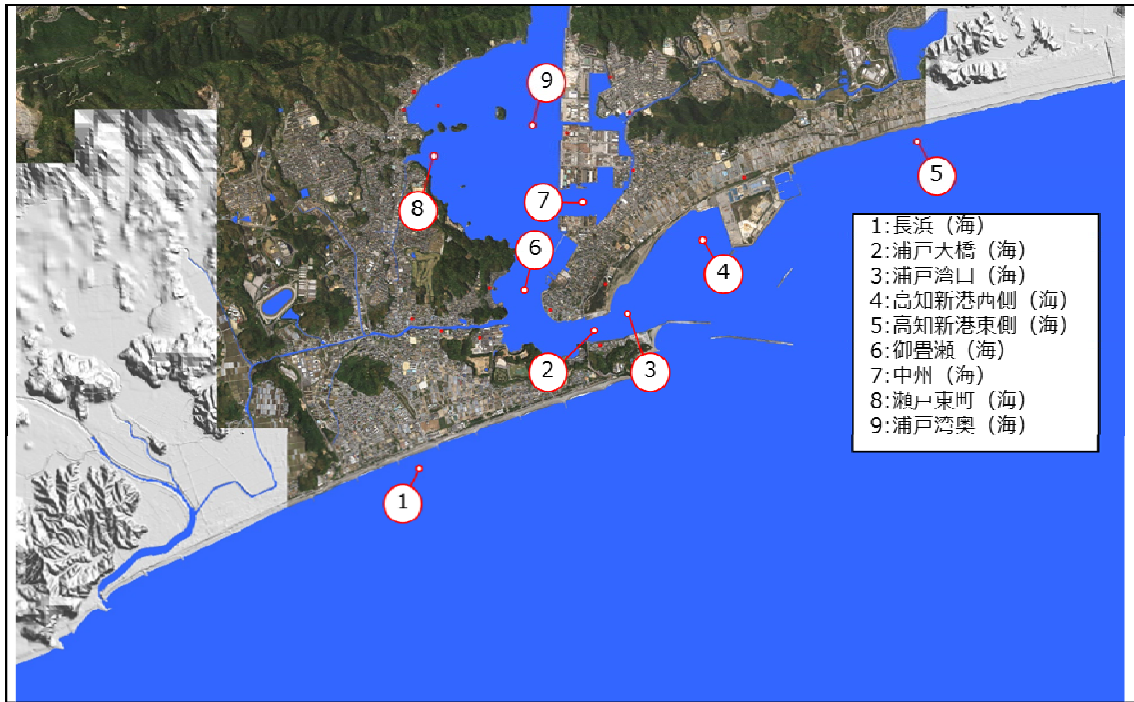 9
5
7
8
6
4
2
3
1
1:長浜（海）
2:浦戸大橋（海）
3:浦戸湾口（海）
4:高知新港西側（海）
5:高知新港東側（海）
6:御畳瀬（海）
7:中州（海）
8:瀬戸東町（海）
9:浦戸湾奥（海）